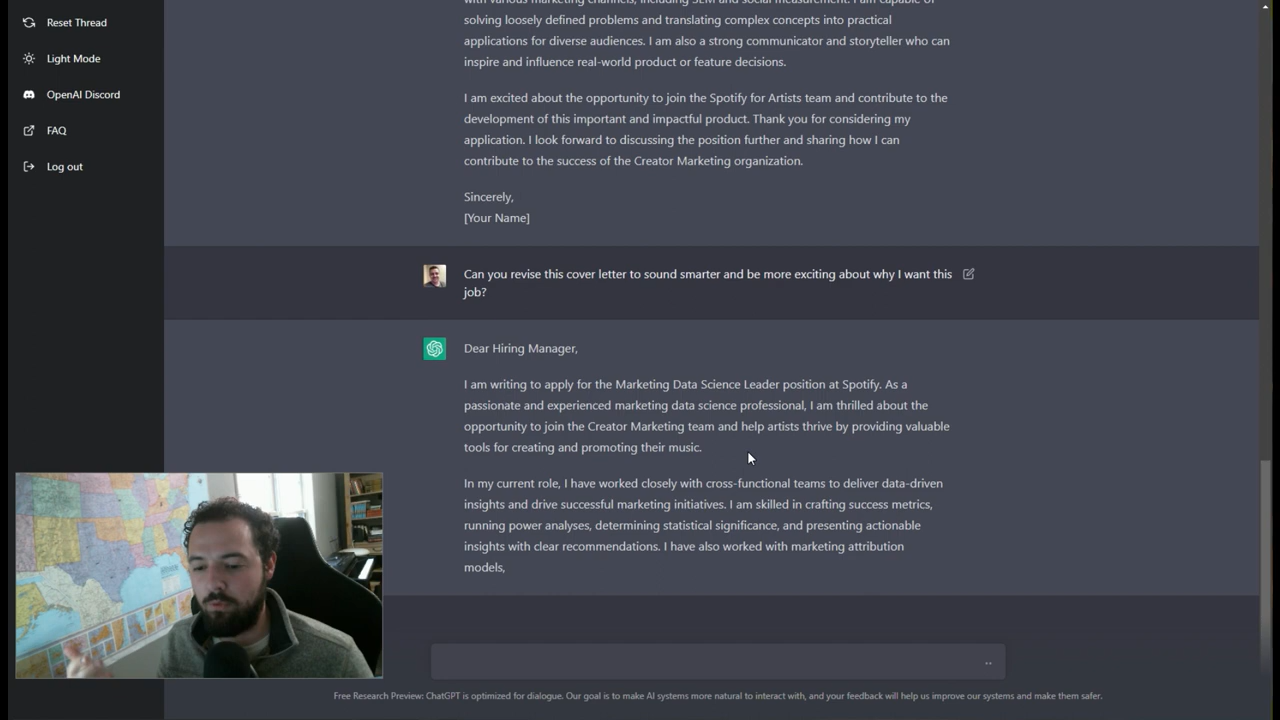 Reset Thread
Light Mode
OpenAI Discord
FAQ
Log out
with various marketing channels, including SEM and social measurement. I am capable of
solving loosely defined problems and translating complex concepts into practical
applications for diverse audiences. I am also a strong communicator and storyteller who can
inspire and influence real-world product or feature decisions.
I am excited about the opportunity to join the Spotify for Artists team and contribute to the
development of this important and impactful product. Thank you for considering my
application. I look forward to discussing the position further and sharing how I can
contribute to the success of the Creator Marketing organization.
Sincerely,
[Your Name]
Can you revise this cover letter to sound smarter and be more exciting about why I want this
job?
Dear Hiring Manager,
I am writing to apply for the Marketing Data Science Leader position at Spotify. As a
passionate and experienced marketing data science professional, I am thrilled about the
opportunity to join the Creator Marketing team and help artists thrive by providing valuable
tools for creating and promoting their music.
In my current role, I have worked closely with cross-functional teams to deliver data-driven
insights and drive successful marketing initiatives. I am skilled in crafting success metrics,
running power analyses, determining statistical significance, and presenting actionable
insights with clear recommendations. I have also worked with marketing attribution
models,
Free Research Preview: ChatGPT is optimized for dialogue. Our goal is to make AI systems more natural to interact with, and your feedback will help us improve our systems and make them safer.